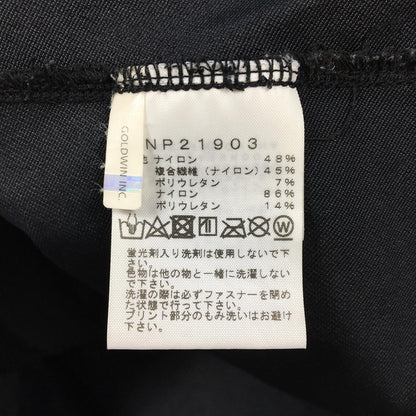 GOLDWIN INC.
NP21903
ナイロン 48%
複合繊維(ナイロン) 45%
ポリウレタン 7%
ナイロン 86%
ポリウレタン 14%
W
蛍光剤入り洗剤は使用しないで下
さい。
色物は他の物と一緒に洗濯しない
で下さい。
洗濯の際は必ずファスナーを閉め
た状態で行って下さい。
プリント部分のもみ洗いはお避け
下さい。